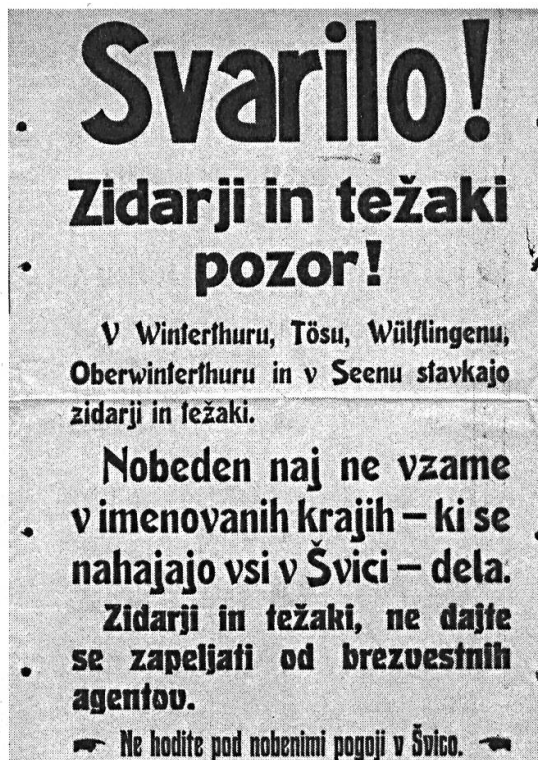 Svarilo!
Zidarji in težaki
pozor!
V Winterthuru, Tösu, Wülflingenu,
Oberwinterthuru in v Seenu stavkajo
zidarji in težaki.
Nobeden naj ne vzame
v imenovanih krajih – ki se
nahajajo vsi v Švici – dela.
Zidarji in težaki, ne dajte
se zapeljati od brezvestnih
agentov.
Ne hodite pod nobenimi pogoji v Švico.